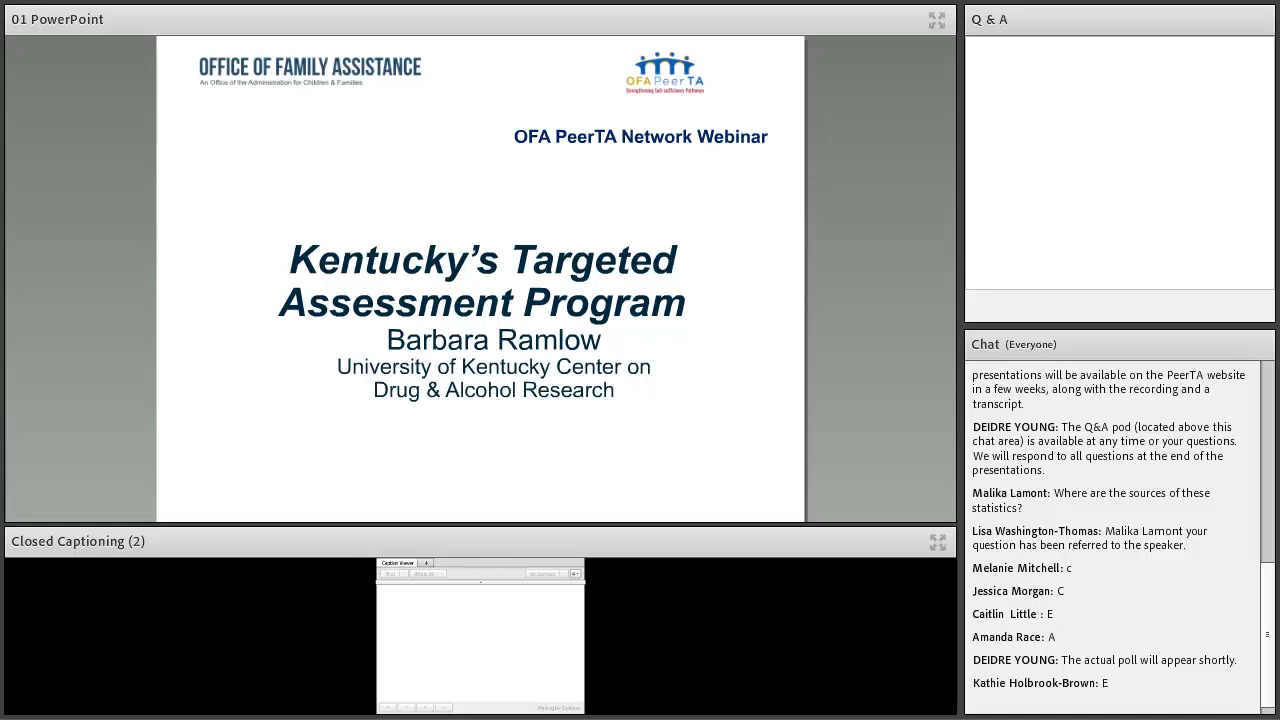 01 PowerPoint
OFFICE OF FAMILY ASSISTANCE
An Office of the Administration for Children & Families
OFA PeerTA
Strengthening Self-sufficiency Pathways
OFA PeerTA Network Webinar
Kentucky’s Targeted
Assessment Program
Barbara Ramlow
University of Kentucky Center on
Drug & Alcohol Research
Closed Captioning (2)
Caption Viewer
Q & A
Chat (Everyone)
presentations will be available on the PeerTA website
in a few weeks, along with the recording and a
transcript.
DEIDRE YOUNG: The Q&A pod (located above this
chat area) is available at any time or your questions.
We will respond to all questions at the end of the
presentations.
Malika Lamont: Where are the sources of these
statistics?
Lisa Washington-Thomas: Malika Lamont your
question has been referred to the speaker.
Melanie Mitchell: c
Jessica Morgan: C
Caitlin Little : E
Amanda Race: A
DEIDRE YOUNG: The actual poll will appear shortly.
Kathie Holbrook-Brown: E